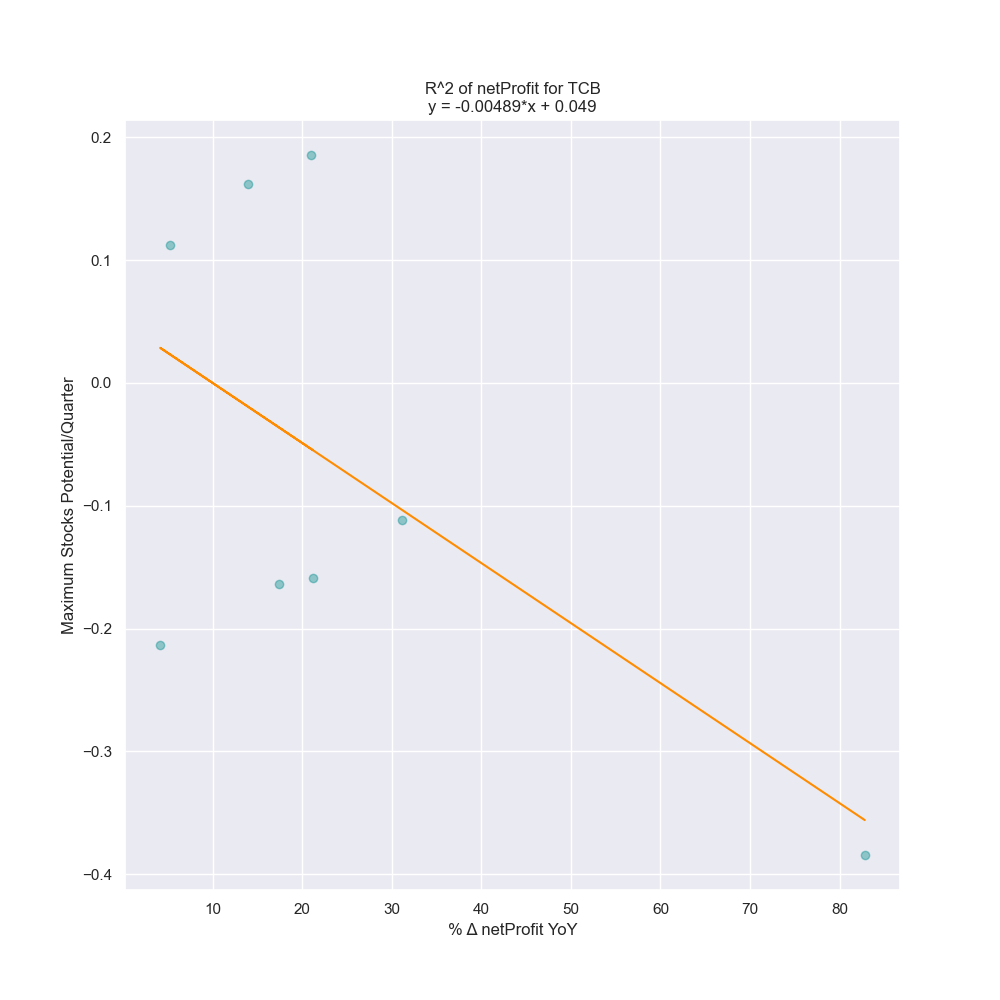 R^2 of netProfit for TCB
y = -0.00489*x + 0.049
0.2
0.1
0.0
−0.1
−0.2
−0.3
−0.4
Maximum Stocks Potential/Quarter
10 20 30 40 50 60 70 80
% Δ netProfit YoY